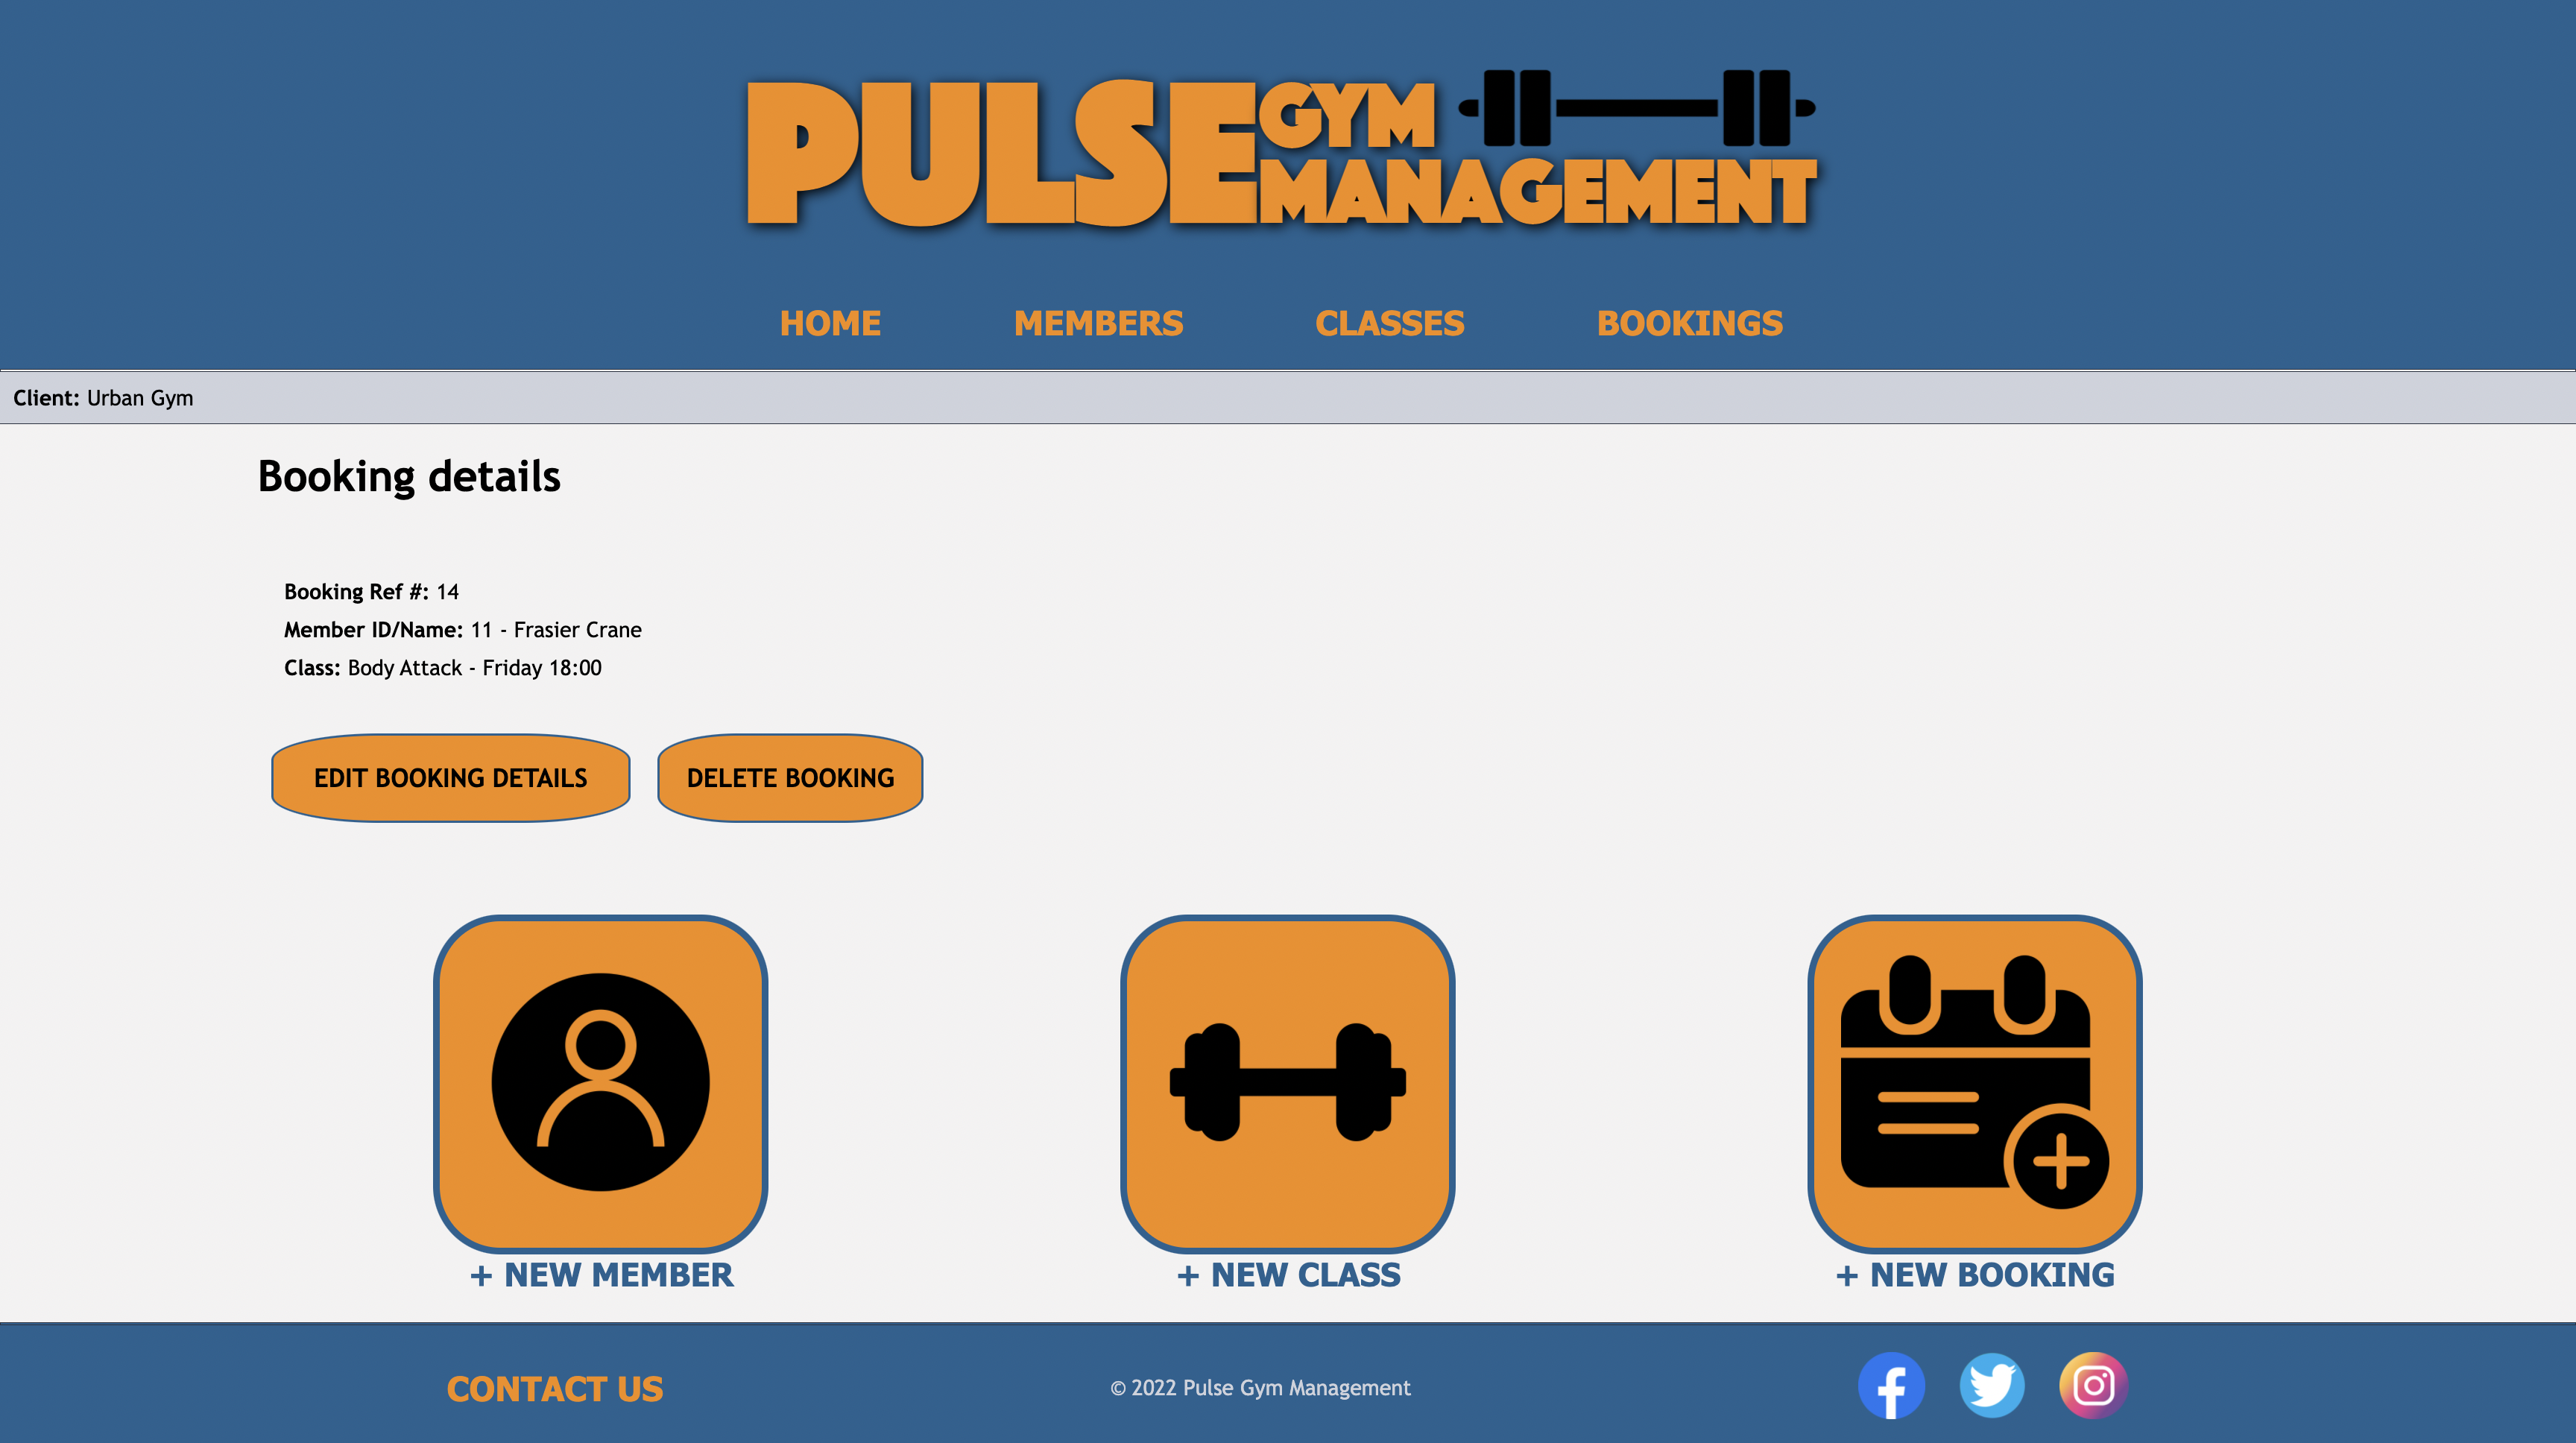 PULSE GYM
MANAGEMENT
HOME MEMBERS CLASSES BOOKINGS
Client: Urban Gym
Booking details
Booking Ref #: 14
Member ID/Name: 11 - Frasier Crane
Class: Body Attack - Friday 18:00
EDIT BOOKING DETAILS DELETE BOOKING
+ NEW MEMBER + NEW CLASS + NEW BOOKING
CONTACT US © 2022 Pulse Gym Management